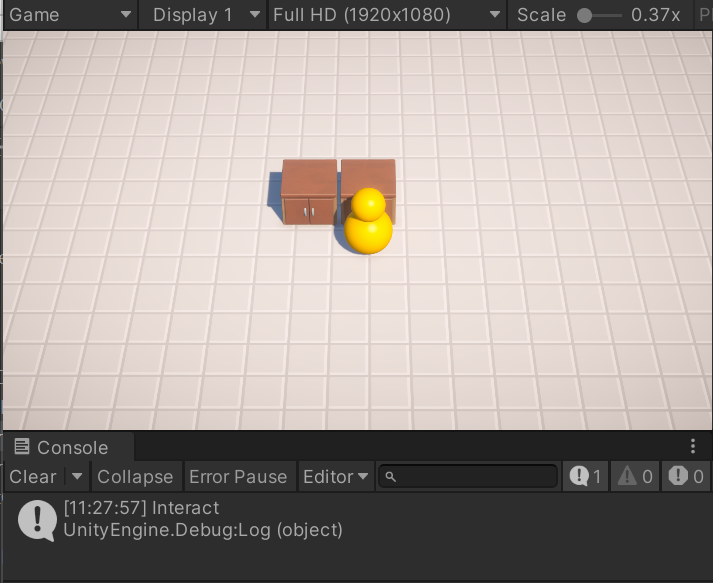 Game Display 1 Full HD (1920x1080) Scale 0.37x
Console
Clear Collapse Error Pause Editor 1 0 0
[11:27:57] Interact
UnityEngine.Debug:Log (object)